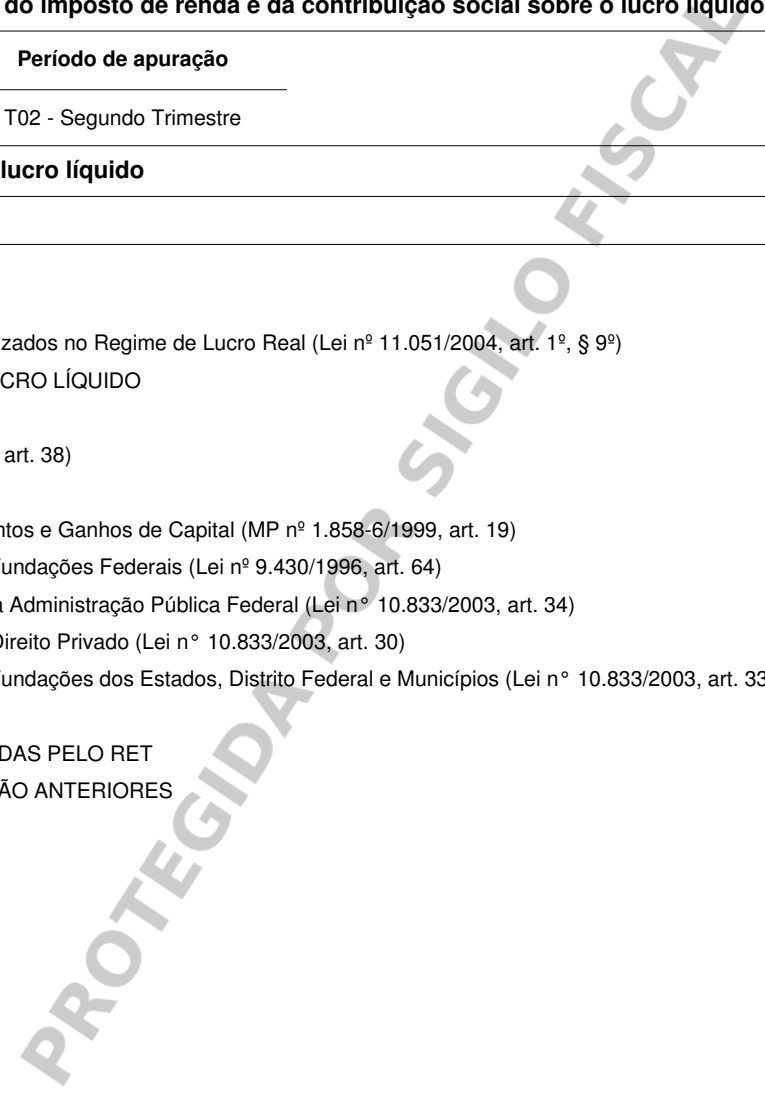 do imposto de renda e da contribuição social sobre o lucro líquido
Período de apuração
T02 - Segundo Trimestre
lucro líquido
zados no Regime de Lucro Real (Lei nº 11.051/2004, art. 1º, § 9º)
CRO LÍQUIDO
art. 38)
ntos e Ganhos de Capital (MP nº 1.858-6/1999, art. 19)
undações Federais (Lei nº 9.430/1996, art. 64)
a Administração Pública Federal (Lei n° 10.833/2003, art. 34)
Direito Privado (Lei n° 10.833/2003, art. 30)
undações dos Estados, Distrito Federal e Municípios (Lei n° 10.833/2003, art. 33
DAS PELO RET
ÃO ANTERIORES
PROTEGIDA POR SIGILO FISCAL